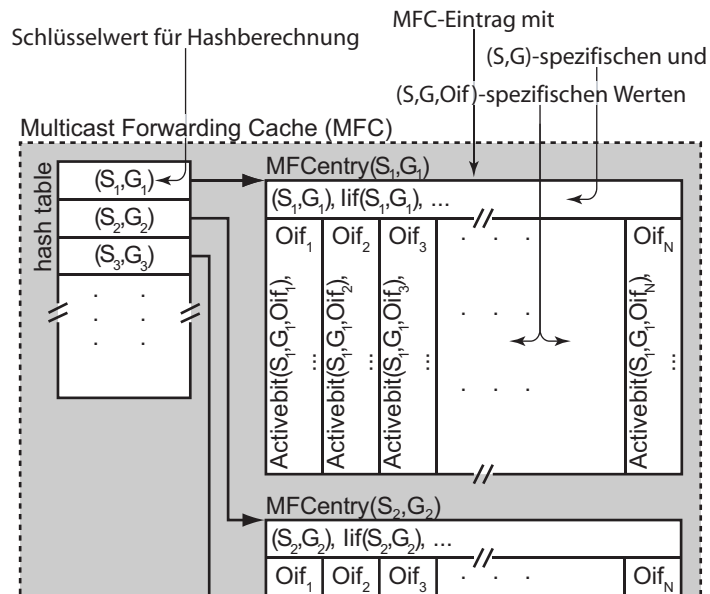 MFC-Eintrag mit
Schlüsselwert für Hashberechnung
(S,G)-spezifischen und
(S,G,Oif)-spezifischen Werten
Multicast Forwarding Cache (MFC)
hash table
(S₁,G₁)
(S₂,G₂)
(S₃,G₃)
. .
. .
. .
MFCentry(S₁,G₁)
(S₁,G₁), Iif(S₁,G₁), ...
Oif₁ Oif₂ Oif₃ . . . Oif_N
Activebit(S₁,G₁,Oif₁), ...
Activebit(S₁,G₁,Oif₂), ...
Activebit(S₁,G₁,Oif₃), ...
. . .
. . .
Activebit(S₁,G₁,Oif_N), ...
MFCentry(S₂,G₂)
(S₂,G₂), Iif(S₂,G₂), ...
Oif₁ Oif₂ Oif₃ . . . Oif_N